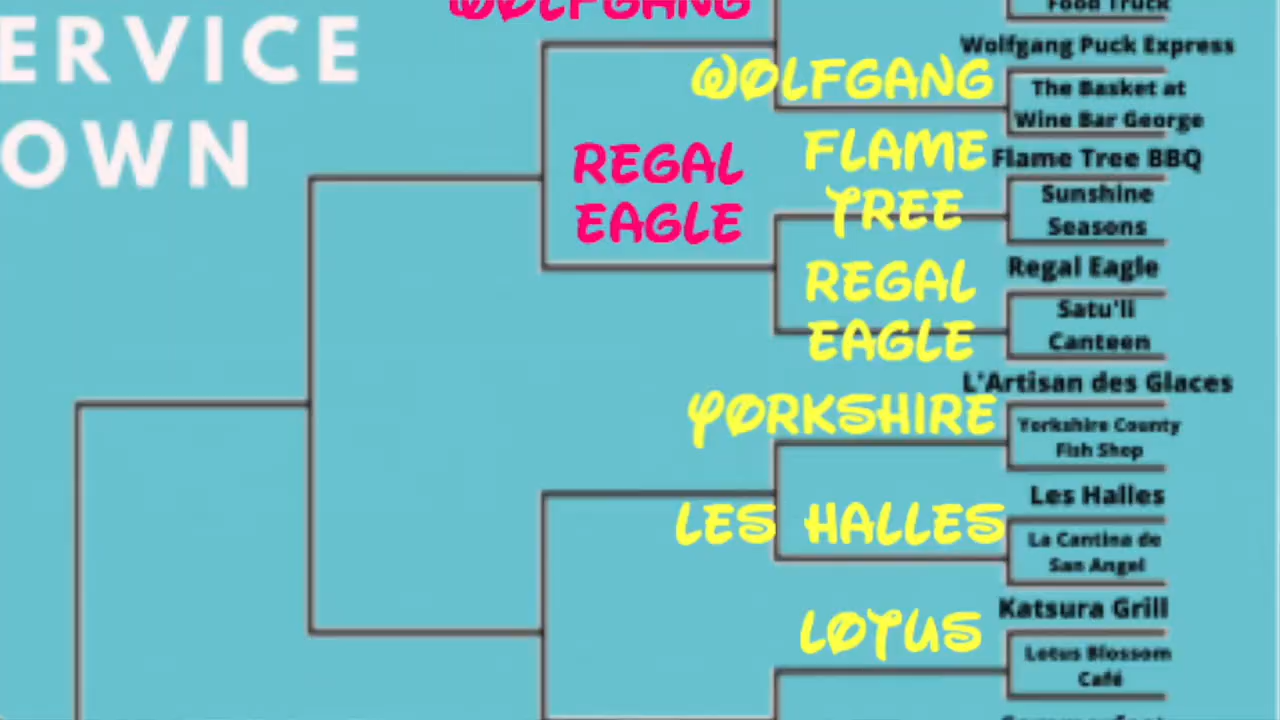 ERVICE
OWN
WOLFGANG
Food Truck
Wolfgang Puck Express
WOLFGANG
The Basket at
Wine Bar George
FLAME
TREE
Flame Tree BBQ
Sunshine
Seasons
REGAL
EAGLE
REGAL
EAGLE
Regal Eagle
Satu'li
Canteen
L'Artisan des Glaces
YORKSHIRE
Yorkshire County
Fish Shop
Les Halles
LES HALLES
La Cantina de
San Angel
Katsura Grill
LOTUS
Lotus Blossom
Café